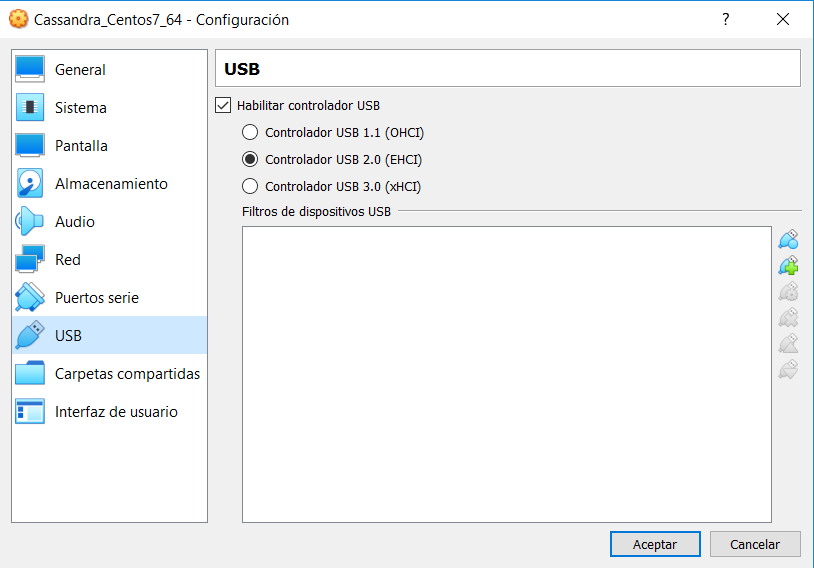 Cassandra_Centos7_64 - Configuración
?
General
Sistema
Pantalla
Almacenamiento
Audio
Red
Puertos serie
USB
Carpetas compartidas
Interfaz de usuario
USB
Habilitar controlador USB
Controlador USB 1.1 (OHCI)
Controlador USB 2.0 (EHCI)
Controlador USB 3.0 (xHCI)
Filtros de dispositivos USB
Aceptar
Cancelar